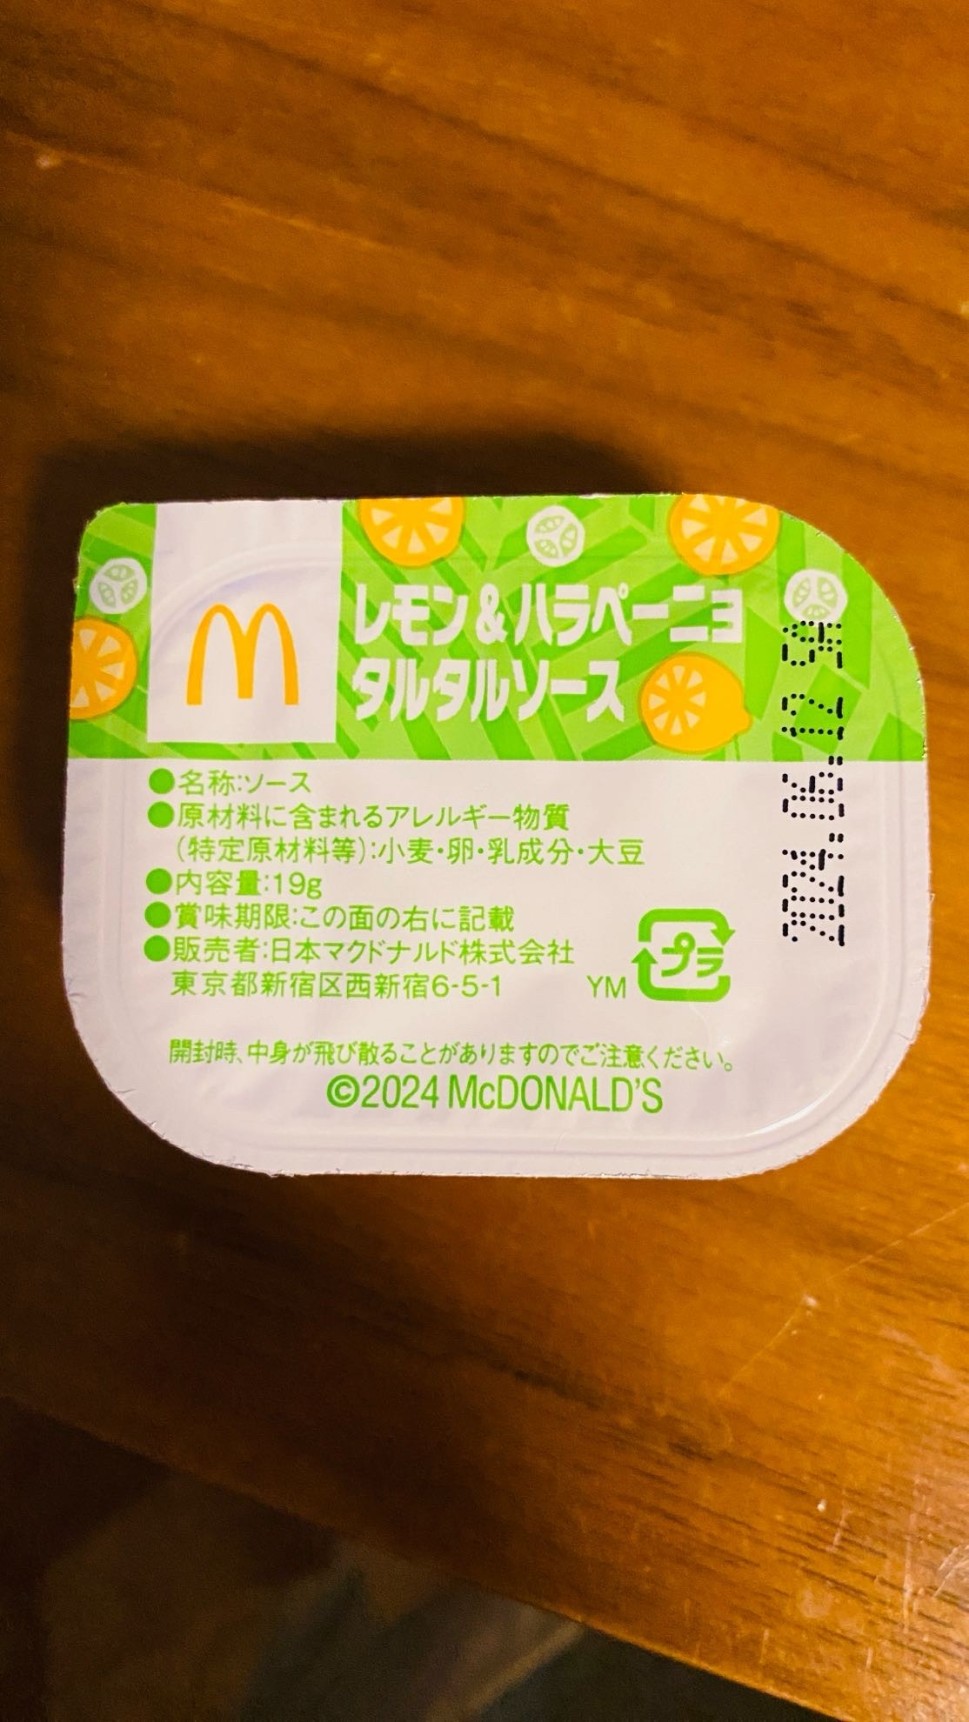 レモン&ハラペーニョ
タルタルソース
●名称:ソース
●原材料に含まれるアレルギー物質
(特定原材料等):小麦・卵・乳成分・大豆
●内容量:19g
●賞味期限:この面の右に記載
●販売者:日本マクドナルド株式会社
東京都新宿区西新宿6-5-1
YM
プラ
開封時、中身が飛び散ることがありますのでご注意ください。
©2024 McDONALD'S
2024.06.12